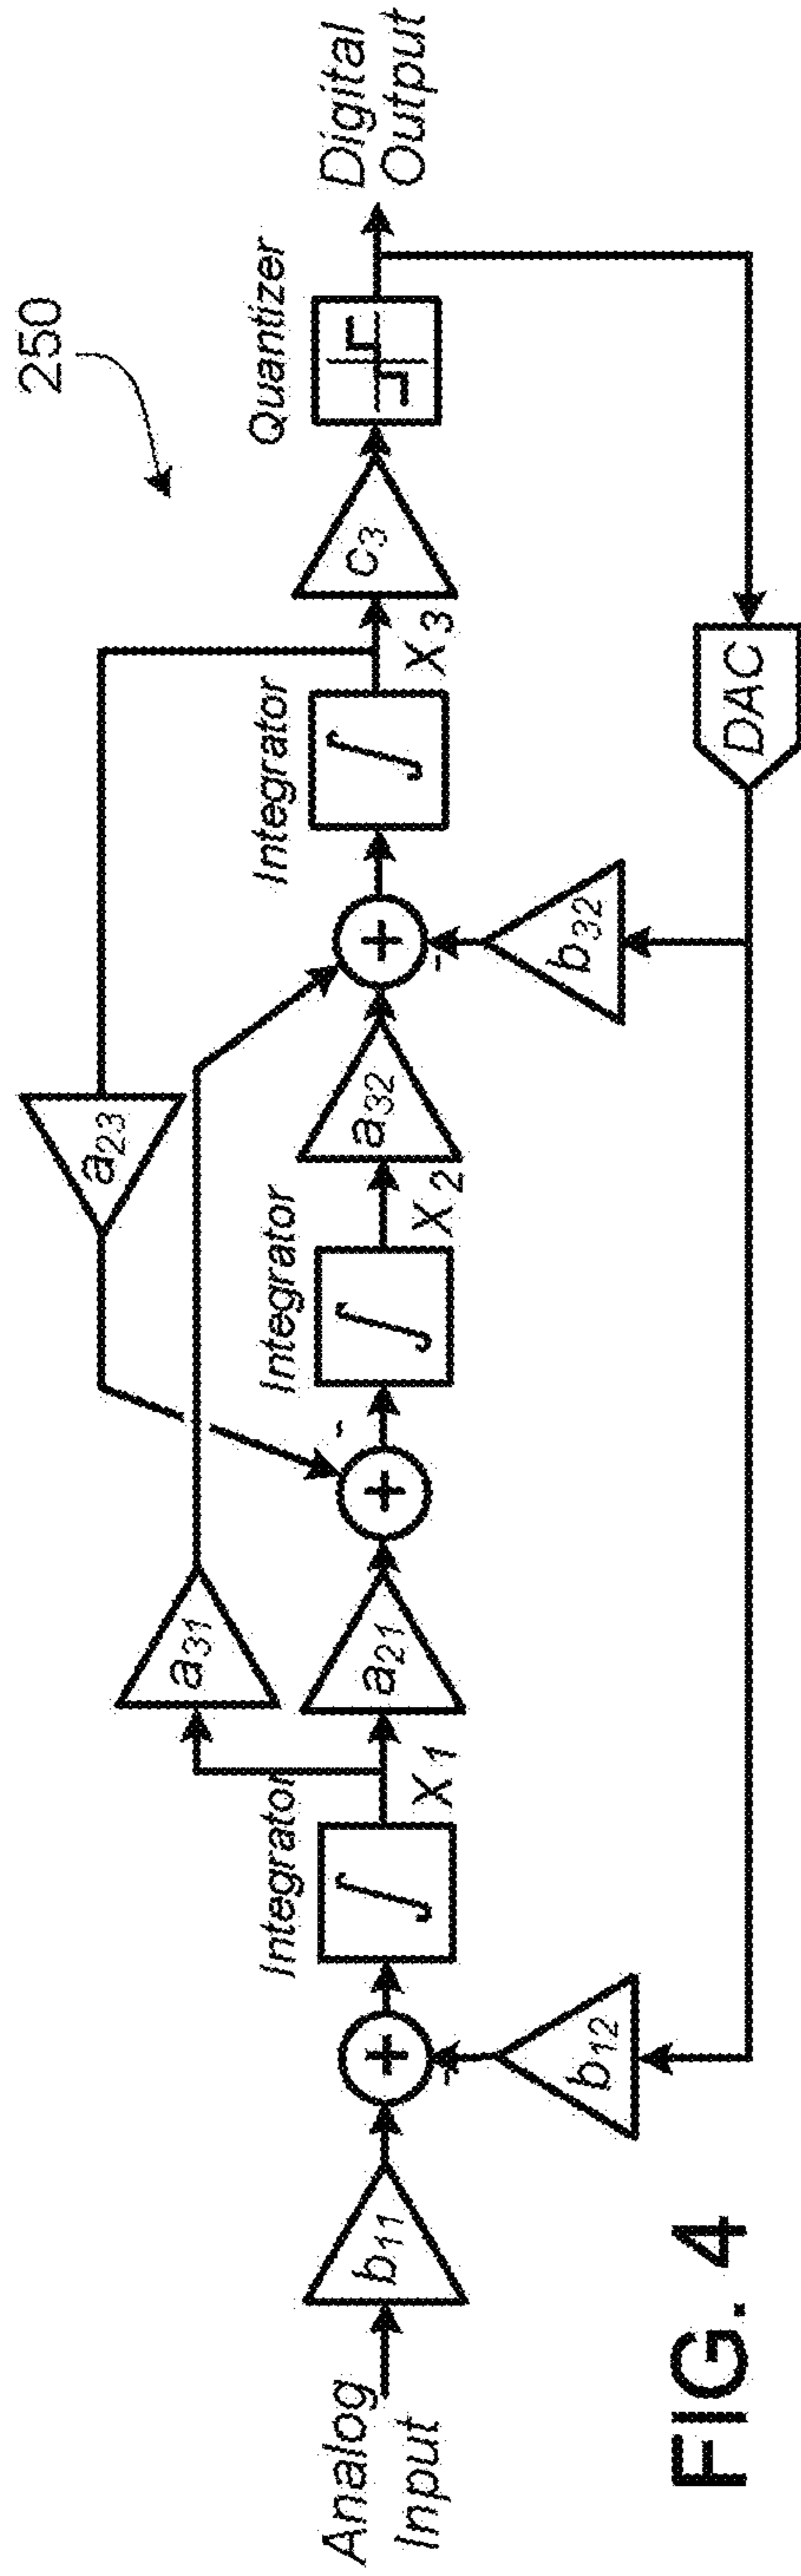 250
a23
a31
Integrator
Integrator
Integrator
Quantizer
Analog
Input
b11
a21
a32
c3
Digital
Output
X1
X2
X3
b12
b32
DAC
FIG. 4